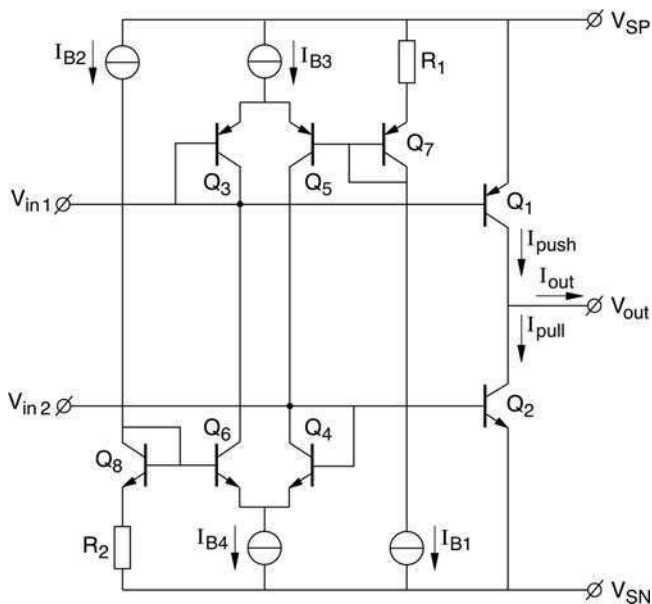 V_SP
I_B2
I_B3
R_1
Q_7
Q_3
Q_5
V_in 1
Q_1
I_push
I_out
V_out
I_pull
V_in 2
Q_2
Q_8
Q_6
Q_4
R_2
I_B4
I_B1
V_SN